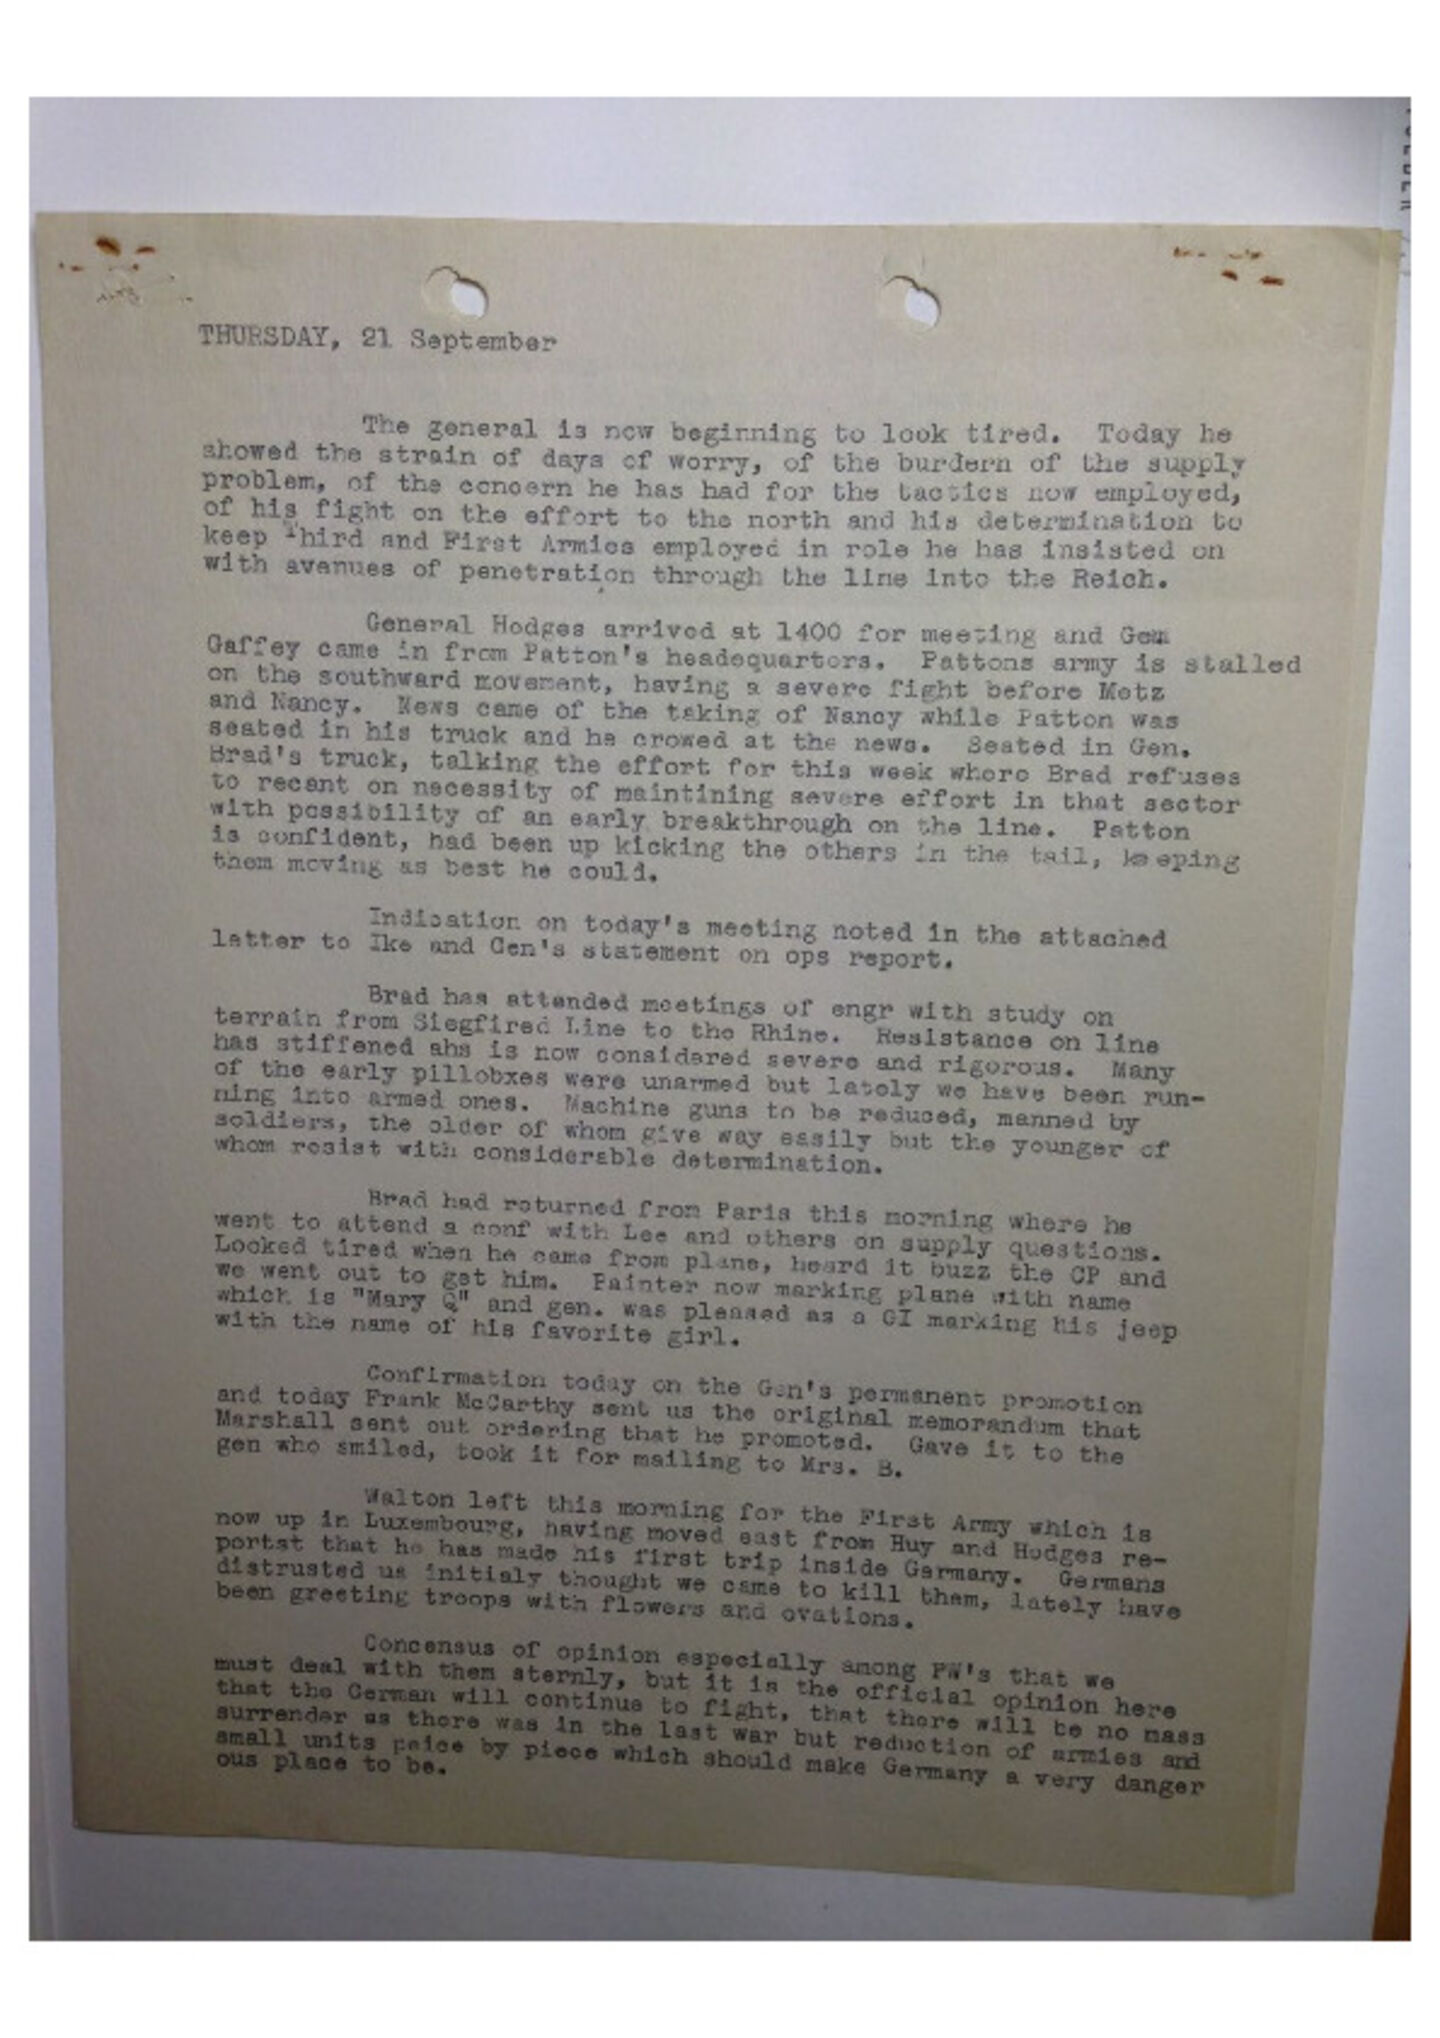 THURSDAY, 21 September
The general is now beginning to look tired. Today he
showed the strain of days of worry, of the burdern of the supply
problem, of the concern he has had for the tactics now employed,
of his fight on the effort to the north and his determination to
keep Third and First Armies employed in role he has insisted on
with avenues of penetration through the line into the Reich.
General Hodges arrived at 1400 for meeting and Gen
Gaffey came in from Patton's headquarters. Pattons army is stalled
on the southward movement, having a severe fight before Metz
and Nancy. News came of the taking of Nancy while Patton was
seated in his truck and he crowed at the news. Seated in Gen.
Brad's truck, talking the effort for this week where Brad refuses
to recant on necessity of maintining severe effort in that sector
with possibility of an early breakthrough on the line. Patton
is confident, had been up kicking the others in the tail, keeping
them moving as best he could.
Indication on today's meeting noted in the attached
letter to Ike and Gen's statement on ops report.
Brad has attended meetings of engr with study on
terrain from Siegfired Line to the Rhine. Resistance on line
has stiffened ahs is now considered severe and rigorous. Many
of the early pillobxes were unarmed but lately we have been run-
ning into armed ones. Machine guns to be reduced, manned by
soldiers, the older of whom give way easily but the younger of
whom resist with considerable determination.
Brad had returned from Paris this morning where he
went to attend a conf with Lee and others on supply questions.
Looked tired when he came from plane, heard it buzz the CP and
we went out to get him. Painter now marking plane with name
which is "Mary Q" and gen. was pleased as a GI marking his jeep
with the name of his favorite girl.
Confirmation today on the Gen's permanent promotion
and today Frank McCarthy sent us the original memorandum that
Marshall sent out ordering that he promoted. Gave it to the
gen who smiled, took it for mailing to Mrs. B.
Walton left this morning for the First Army which is
now up in Luxembourg, having moved east from Huy and Hodges re-
portst that he has made his first trip inside Germany. Germans
distrusted us initialy thought we came to kill them, lately have
been greeting troops with flowers and ovations.
Concensus of opinion especially among PW's that we
must deal with them sternly, but it is the official opinion here
that the German will continue to fight, that there will be no mass
surrender as there was in the last war but reduction of armies and
small units peice by piece which should make Germany a very danger
ous place to be.